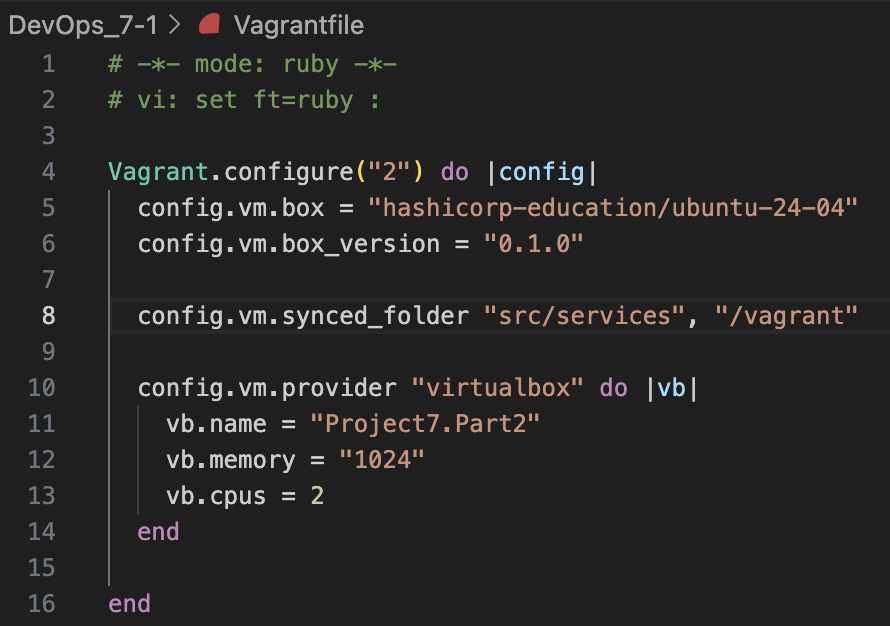 DevOps_7-1 > Vagrantfile
1 # -*- mode: ruby -*-
2 # vi: set ft=ruby :
3
4 Vagrant.configure("2") do |config|
5   config.vm.box = "hashicorp-education/ubuntu-24-04"
6   config.vm.box_version = "0.1.0"
7
8   config.vm.synced_folder "src/services", "/vagrant"
9
10   config.vm.provider "virtualbox" do |vb|
11     vb.name = "Project7.Part2"
12     vb.memory = "1024"
13     vb.cpus = 2
14   end
15
16 end